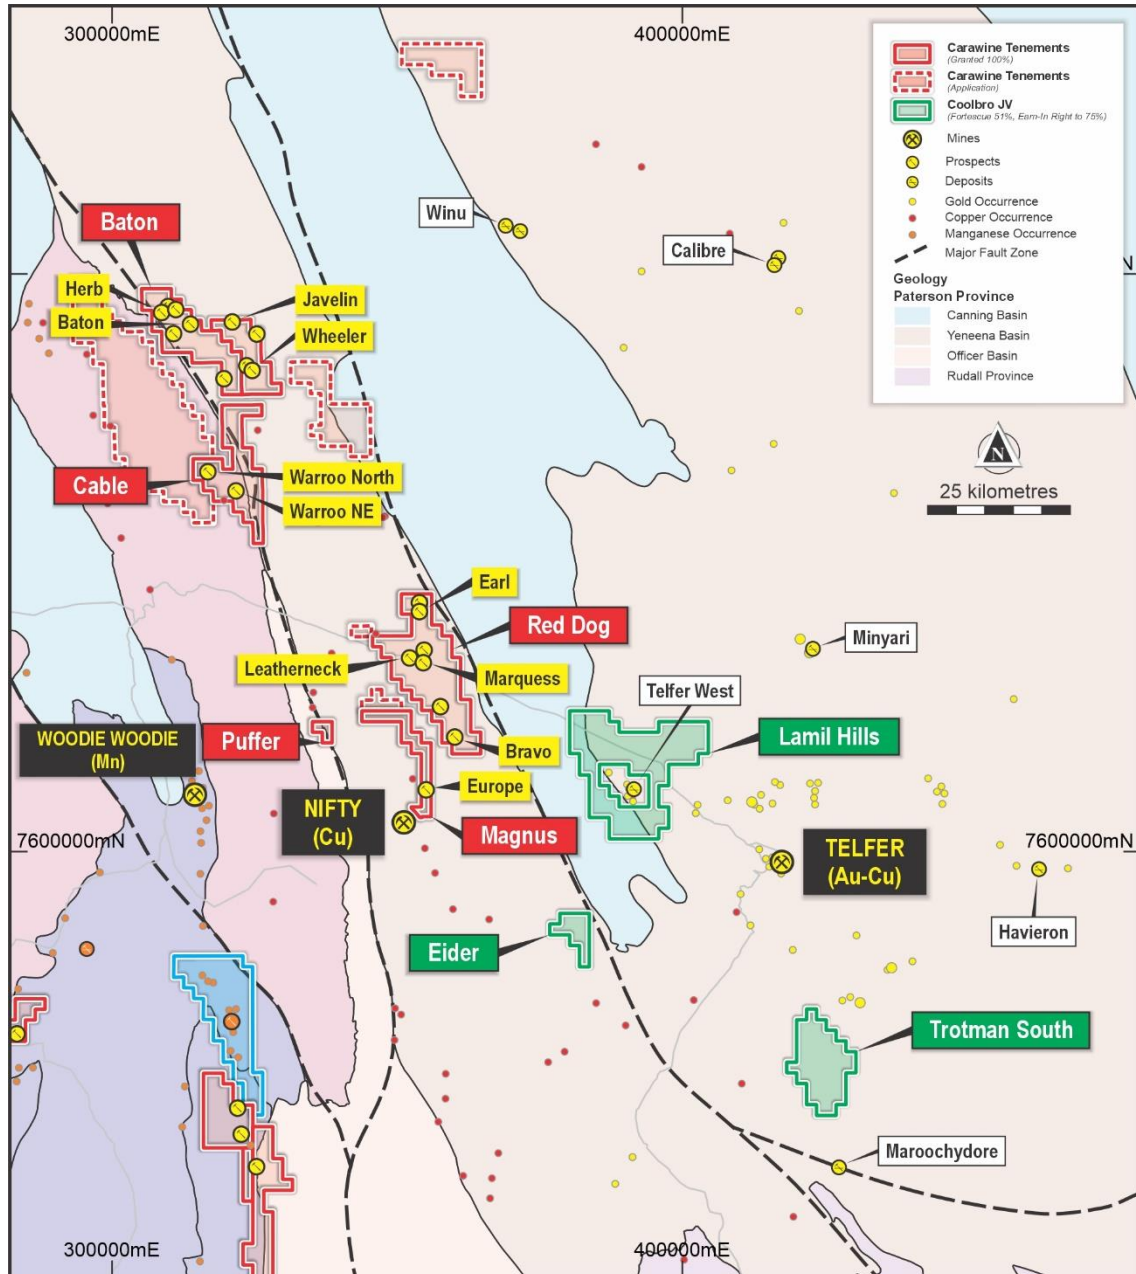 300000mE
400000mE
Carawine Tenements
(Granted 100%)
Carawine Tenements
(Application)
Coolbro JV
(Fortescue 51%, Earn-In Right to 75%)
Mines
Prospects
Deposits
Gold Occurrence
Copper Occurrence
Manganese Occurrence
Major Fault Zone
Geology
Paterson Province
Canning Basin
Yeneena Basin
Officer Basin
Rudall Province
N
Winu
Baton
Calibre
Herb
Javelin
Baton
Wheeler
N
25 kilometres
Warroo North
Cable
Warroo NE
Earl
Red Dog
Minyari
Leatherneck
Marquess
Telfer West
WOODIE WOODIE
(Mn)
Puffer
Lamil Hills
Bravo
Europe
NIFTY
(Cu)
Magnus
7600000mN
7600000mN
TELFER
(Au-Cu)
Havieron
Eider
Trotman South
Maroochydore
300000mE
400000mE